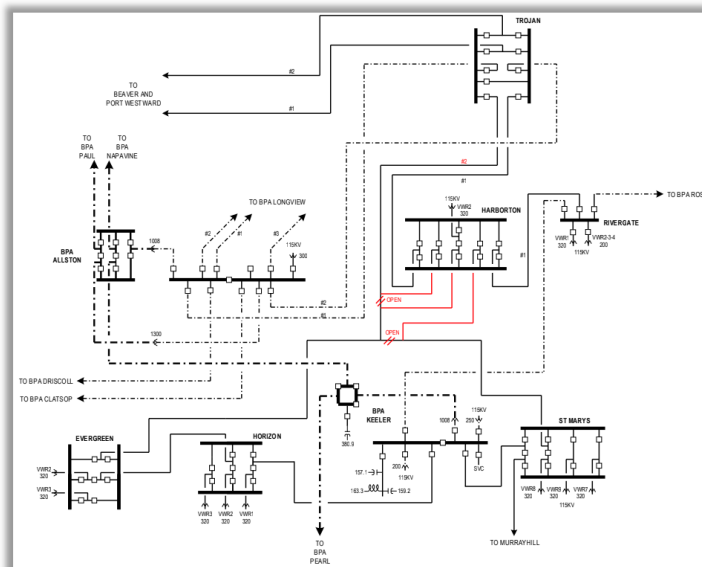 TROJAN
#2
TO
BEAVER AND
PORT WESTWARD
#1
TO
BPA
PAUL
TO
BPA
NAPAVINE
#2
#1
TO BPA LONGVIEW
115KV
VWR2
320
HARBORTON
TO BPA ROS
RIVERGATE
VWR1
320
VWR2-3-4
200
115KV
#1
BPA
ALLSTON
1008
#2
#1
#3
115KV
300
#2
OPEN
OPEN
1300
TO BPA DRISCOLL
TO BPA CLATSOP
EVERGREEN
VWR2
320
VWR3
320
HORIZON
VWR3
320
VWR2
320
VWR1
320
380.9
BPA
KEELER
1008
115KV
250
200
115KV
157.1
163.3
159.2
SVC
ST MARYS
VWR8
320
VWR9
320
VWR7
320
115KV
TO MURRAYHILL
TO
BPA
PEARL